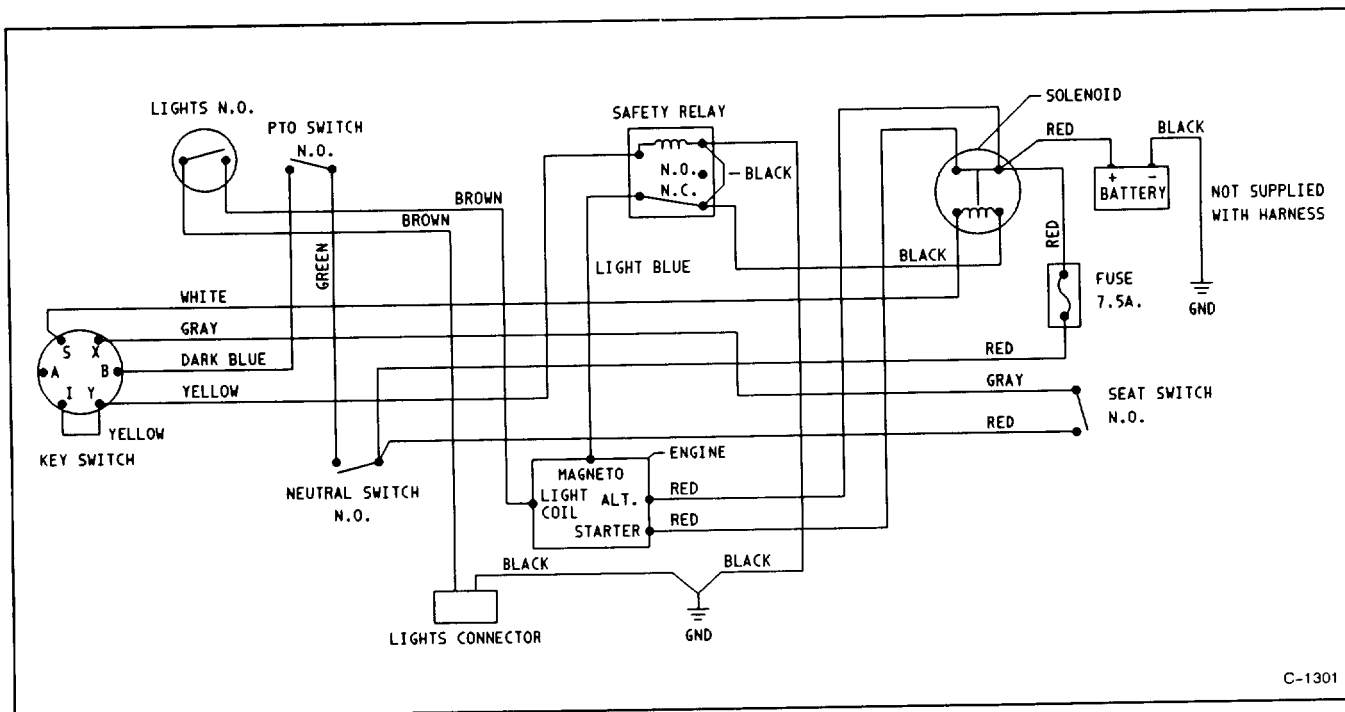 LIGHTS N.O.
PTO SWITCH
N.O.
SAFETY RELAY
N.O.
N.C.
BLACK
SOLENOID
RED
BLACK
+ -
BATTERY
NOT SUPPLIED
WITH HARNESS
GND
BROWN
BROWN
GREEN
LIGHT BLUE
BLACK
RED
FUSE
7.5A.
WHITE
GRAY
DARK BLUE
YELLOW
S X
A B
I Y
YELLOW
KEY SWITCH
RED
GRAY
RED
SEAT SWITCH
N.O.
NEUTRAL SWITCH
N.O.
ENGINE
MAGNETO
LIGHT
COIL
ALT.
STARTER
RED
RED
BLACK
BLACK
LIGHTS CONNECTOR
GND
C-1301